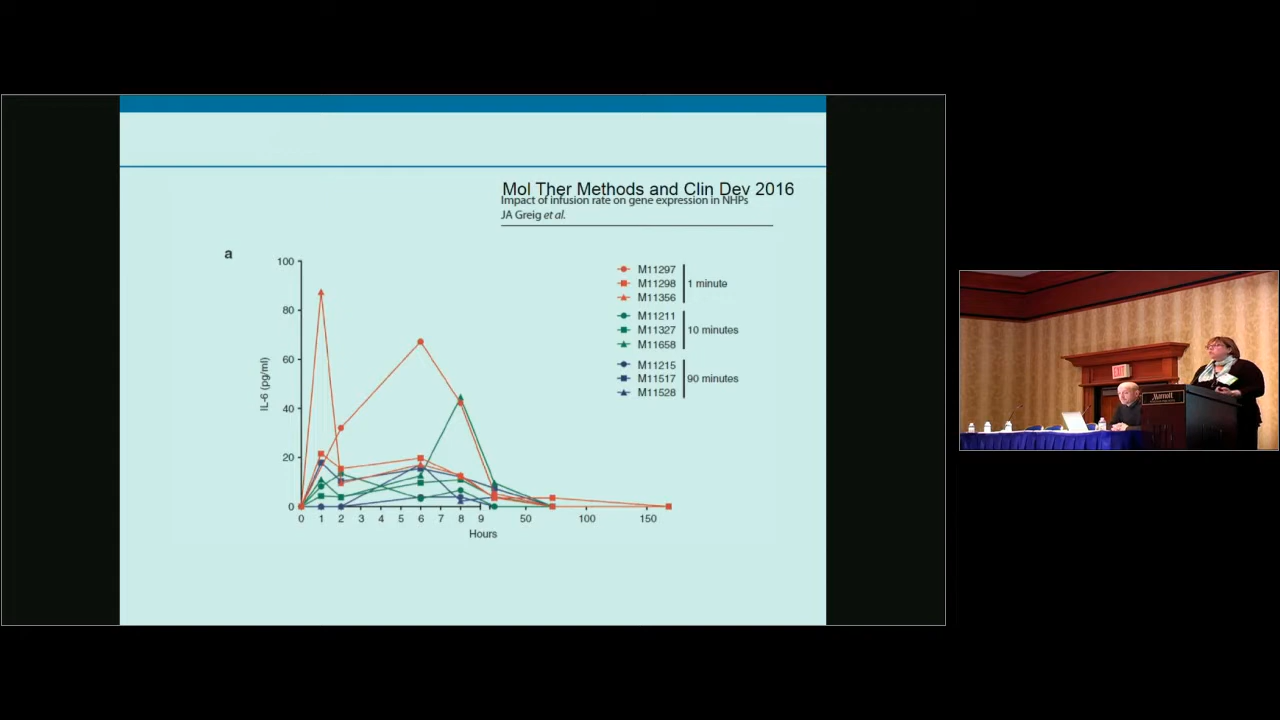 Mol Ther Methods and Clin Dev 2016
Impact of infusion rate on gene expression in NHPs
JA Greig et al.
a
100
80
60
40
20
0
IL-6 (pg/ml)
0 1 2 3 4 5 6 7 8 9 50 100 150
Hours
M11297
M11298
M11356
1 minute
M11211
M11327
M11658
10 minutes
M11215
M11517
M11528
90 minutes
EXIT
Marriott